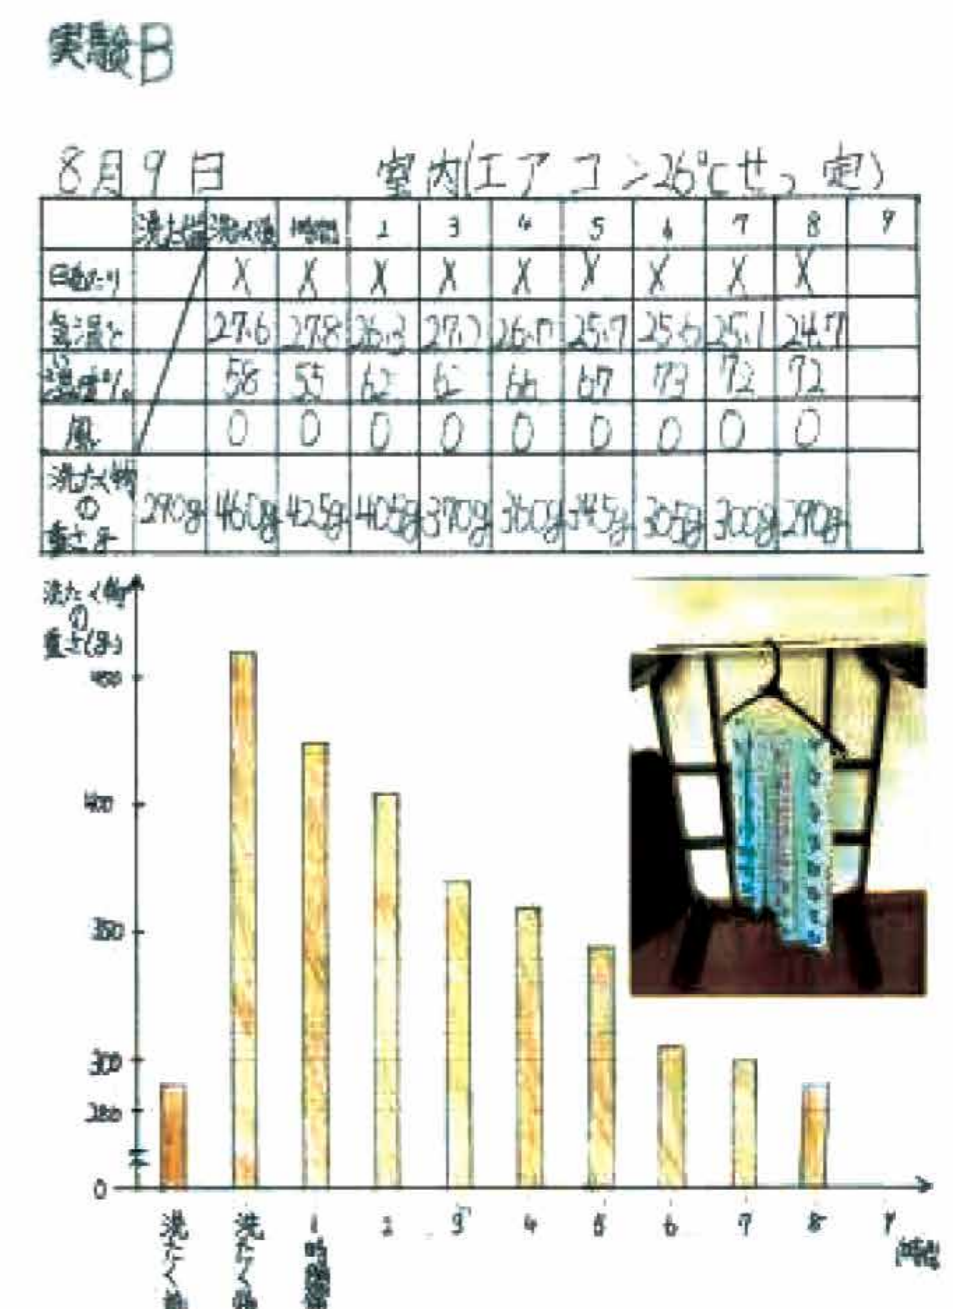 実験B
8月9日 室内(エアコン26℃せっ定)
洗たく前 洗たく後 1時間 2 3 4 5 6 7 8 9
日当たり X X X X X X X X X
気温℃ 27.6 27.8 26.3 27.2 26.7 25.7 25.6 25.1 24.7
湿度% 58 55 62 62 66 67 73 72 72
風 0 0 0 0 0 0 0 0 0
洗たく物
の
重さg 290g 460g 425g 405g 370g 360g 345g 305g 300g 290g
洗たく物
の
重さ(g)
450
400
350
300
280
0
洗たく前 洗たく後 1時間後 2 3 4 5 6 7 8 9
(時間)